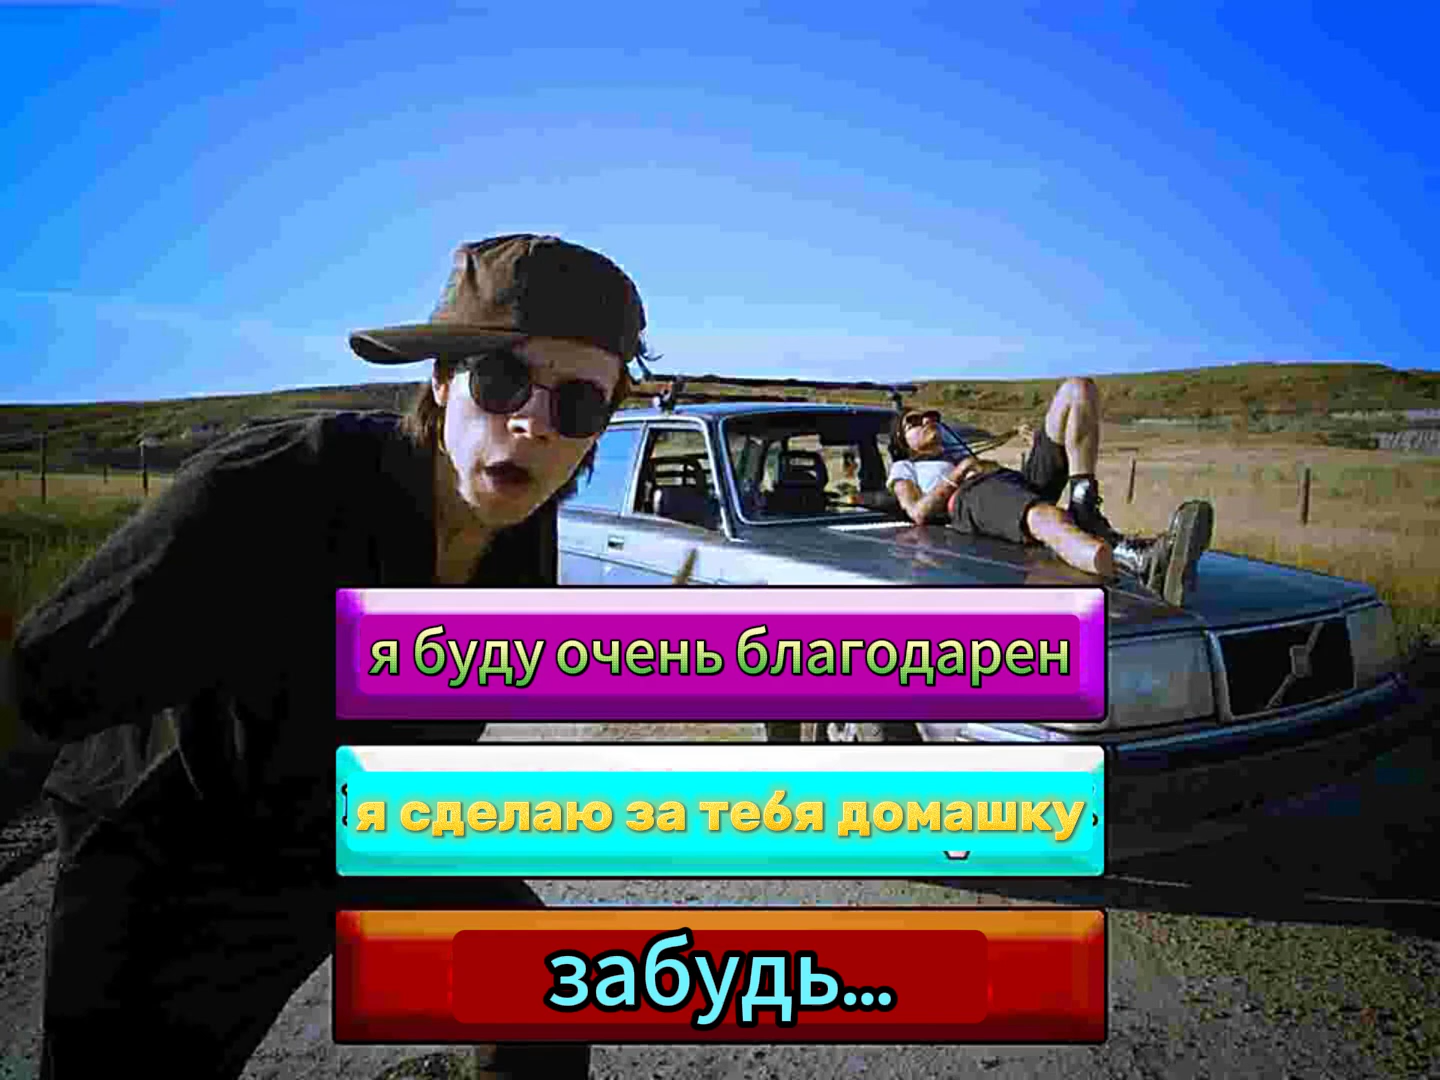 я буду очень благодарен
я сделаю за тебя домашку
забудь...